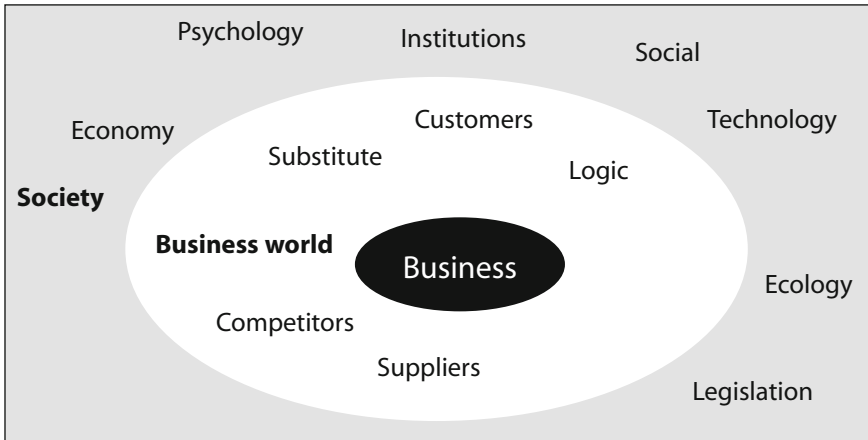 Psychology
Institutions
Social
Economy
Customers
Technology
Substitute
Logic
Society
Business world
Business
Ecology
Competitors
Suppliers
Legislation